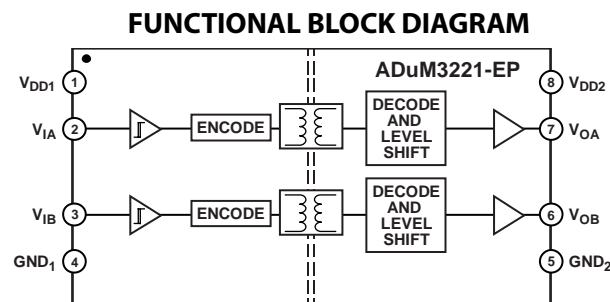 FUNCTIONAL BLOCK DIAGRAM
ADuM3221-EP
VDD1 1
8 VDD2
VIA 2
ENCODE
DECODE
AND
LEVEL
SHIFT
7 VOA
VIB 3
ENCODE
DECODE
AND
LEVEL
SHIFT
6 VOB
GND1 4
5 GND2